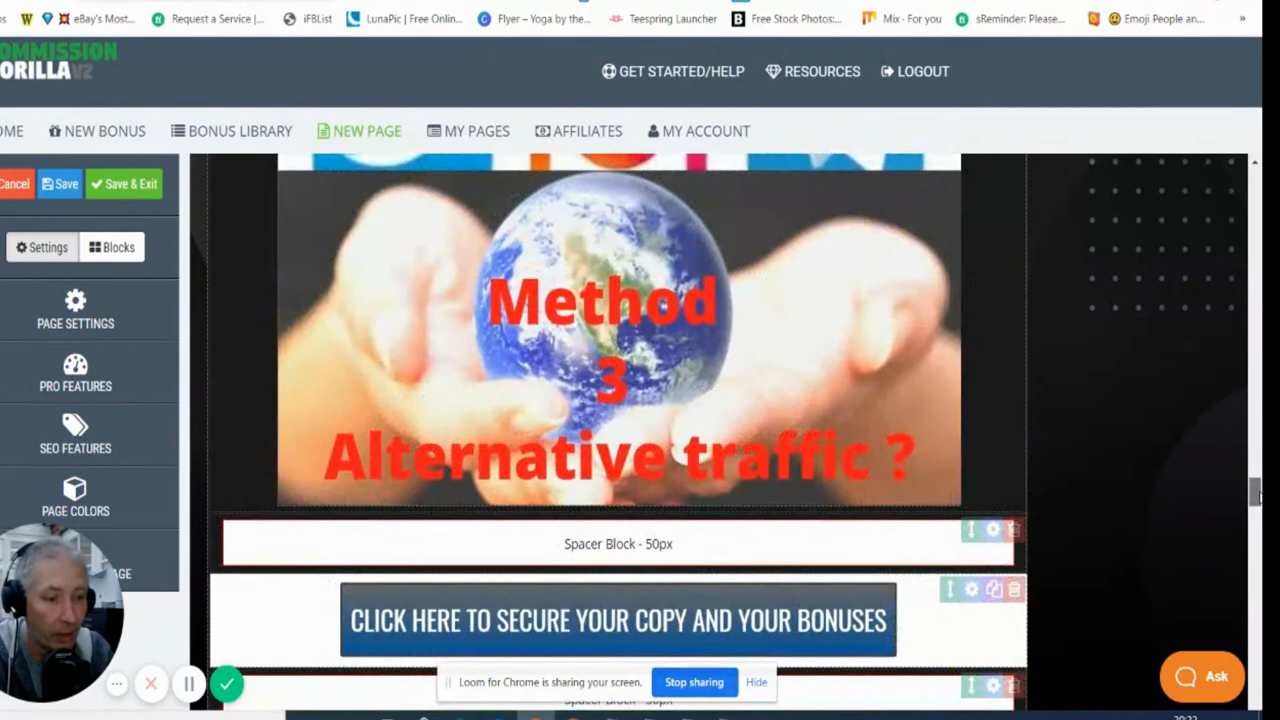 os
eBay's Most...
Request a Service |...
iFBList
LunaPic | Free Onlin...
Flyer – Yoga by the...
Teespring Launcher
Free Stock Photos:...
Mix · For you
sReminder: Please...
Emoji People an...
»
OMMISSION
ORILLAV2
GET STARTED/HELP
RESOURCES
LOGOUT
OME
NEW BONUS
BONUS LIBRARY
NEW PAGE
MY PAGES
AFFILIATES
MY ACCOUNT
Cancel
Save
Save & Exit
Settings
Blocks
PAGE SETTINGS
PRO FEATURES
SEO FEATURES
PAGE COLORS
AGE
Method
3
Alternative traffic ?
Spacer Block - 50px
CLICK HERE TO SECURE YOUR COPY AND YOUR BONUSES
Loom for Chrome is sharing your screen.
Stop sharing
Hide
Ask